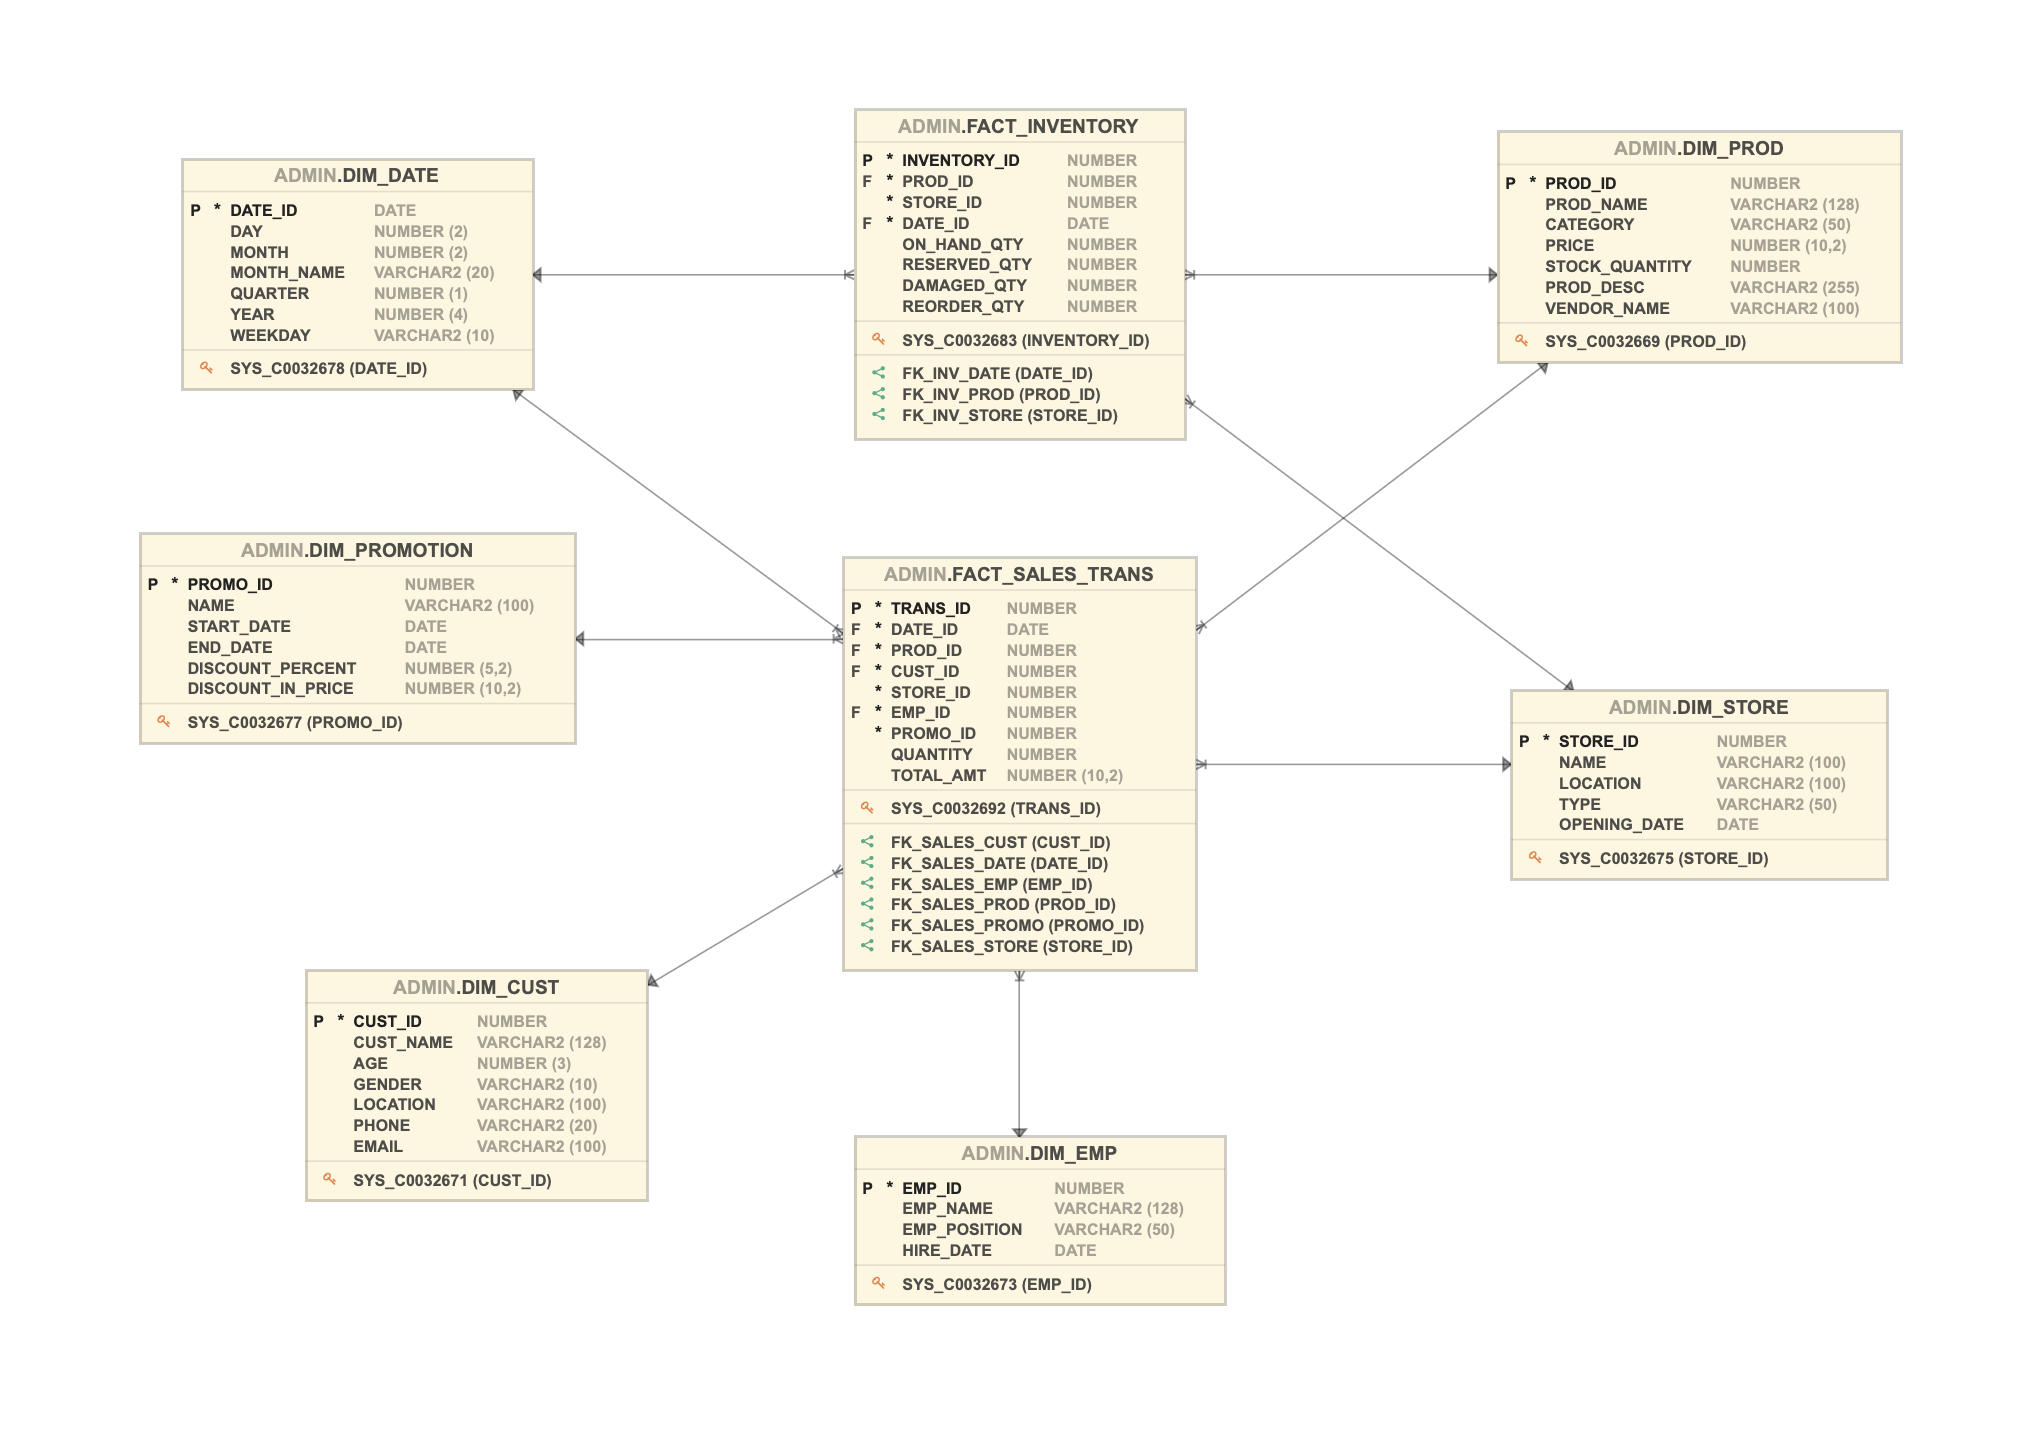 ADMIN.FACT_INVENTORY
P * INVENTORY_ID NUMBER
F * PROD_ID NUMBER
* STORE_ID NUMBER
F * DATE_ID DATE
ON_HAND_QTY NUMBER
RESERVED_QTY NUMBER
DAMAGED_QTY NUMBER
REORDER_QTY NUMBER
SYS_C0032683 (INVENTORY_ID)
FK_INV_DATE (DATE_ID)
FK_INV_PROD (PROD_ID)
FK_INV_STORE (STORE_ID)
ADMIN.DIM_PROD
P * PROD_ID NUMBER
PROD_NAME VARCHAR2 (128)
CATEGORY VARCHAR2 (50)
PRICE NUMBER (10,2)
STOCK_QUANTITY NUMBER
PROD_DESC VARCHAR2 (255)
VENDOR_NAME VARCHAR2 (100)
SYS_C0032669 (PROD_ID)
ADMIN.DIM_DATE
P * DATE_ID DATE
DAY NUMBER (2)
MONTH NUMBER (2)
MONTH_NAME VARCHAR2 (20)
QUARTER NUMBER (1)
YEAR NUMBER (4)
WEEKDAY VARCHAR2 (10)
SYS_C0032678 (DATE_ID)
ADMIN.DIM_PROMOTION
P * PROMO_ID NUMBER
NAME VARCHAR2 (100)
START_DATE DATE
END_DATE DATE
DISCOUNT_PERCENT NUMBER (5,2)
DISCOUNT_IN_PRICE NUMBER (10,2)
SYS_C0032677 (PROMO_ID)
ADMIN.FACT_SALES_TRANS
P * TRANS_ID NUMBER
F * DATE_ID DATE
F * PROD_ID NUMBER
F * CUST_ID NUMBER
* STORE_ID NUMBER
F * EMP_ID NUMBER
* PROMO_ID NUMBER
QUANTITY NUMBER
TOTAL_AMT NUMBER (10,2)
SYS_C0032692 (TRANS_ID)
FK_SALES_CUST (CUST_ID)
FK_SALES_DATE (DATE_ID)
FK_SALES_EMP (EMP_ID)
FK_SALES_PROD (PROD_ID)
FK_SALES_PROMO (PROMO_ID)
FK_SALES_STORE (STORE_ID)
ADMIN.DIM_STORE
P * STORE_ID NUMBER
NAME VARCHAR2 (100)
LOCATION VARCHAR2 (100)
TYPE VARCHAR2 (50)
OPENING_DATE DATE
SYS_C0032675 (STORE_ID)
ADMIN.DIM_CUST
P * CUST_ID NUMBER
CUST_NAME VARCHAR2 (128)
AGE NUMBER (3)
GENDER VARCHAR2 (10)
LOCATION VARCHAR2 (100)
PHONE VARCHAR2 (20)
EMAIL VARCHAR2 (100)
SYS_C0032671 (CUST_ID)
ADMIN.DIM_EMP
P * EMP_ID NUMBER
EMP_NAME VARCHAR2 (128)
EMP_POSITION VARCHAR2 (50)
HIRE_DATE DATE
SYS_C0032673 (EMP_ID)